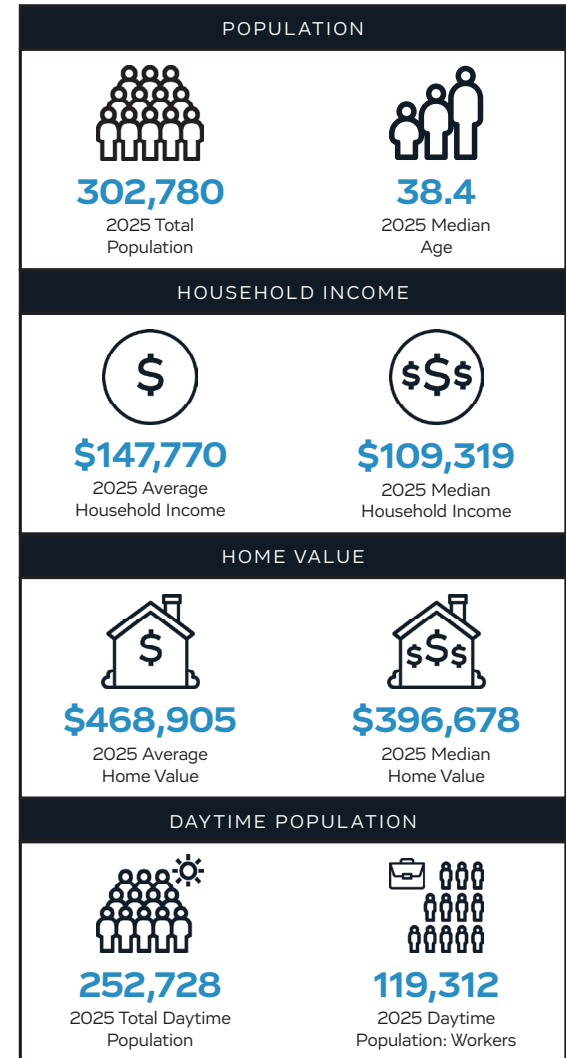 POPULATION
302,780
2025 Total
Population
38.4
2025 Median
Age
HOUSEHOLD INCOME
$
$147,770
2025 Average
Household Income
$$$
$109,319
2025 Median
Household Income
HOME VALUE
$
$468,905
2025 Average
Home Value
$$$
$396,678
2025 Median
Home Value
DAYTIME POPULATION
252,728
2025 Total Daytime
Population
119,312
2025 Daytime
Population: Workers